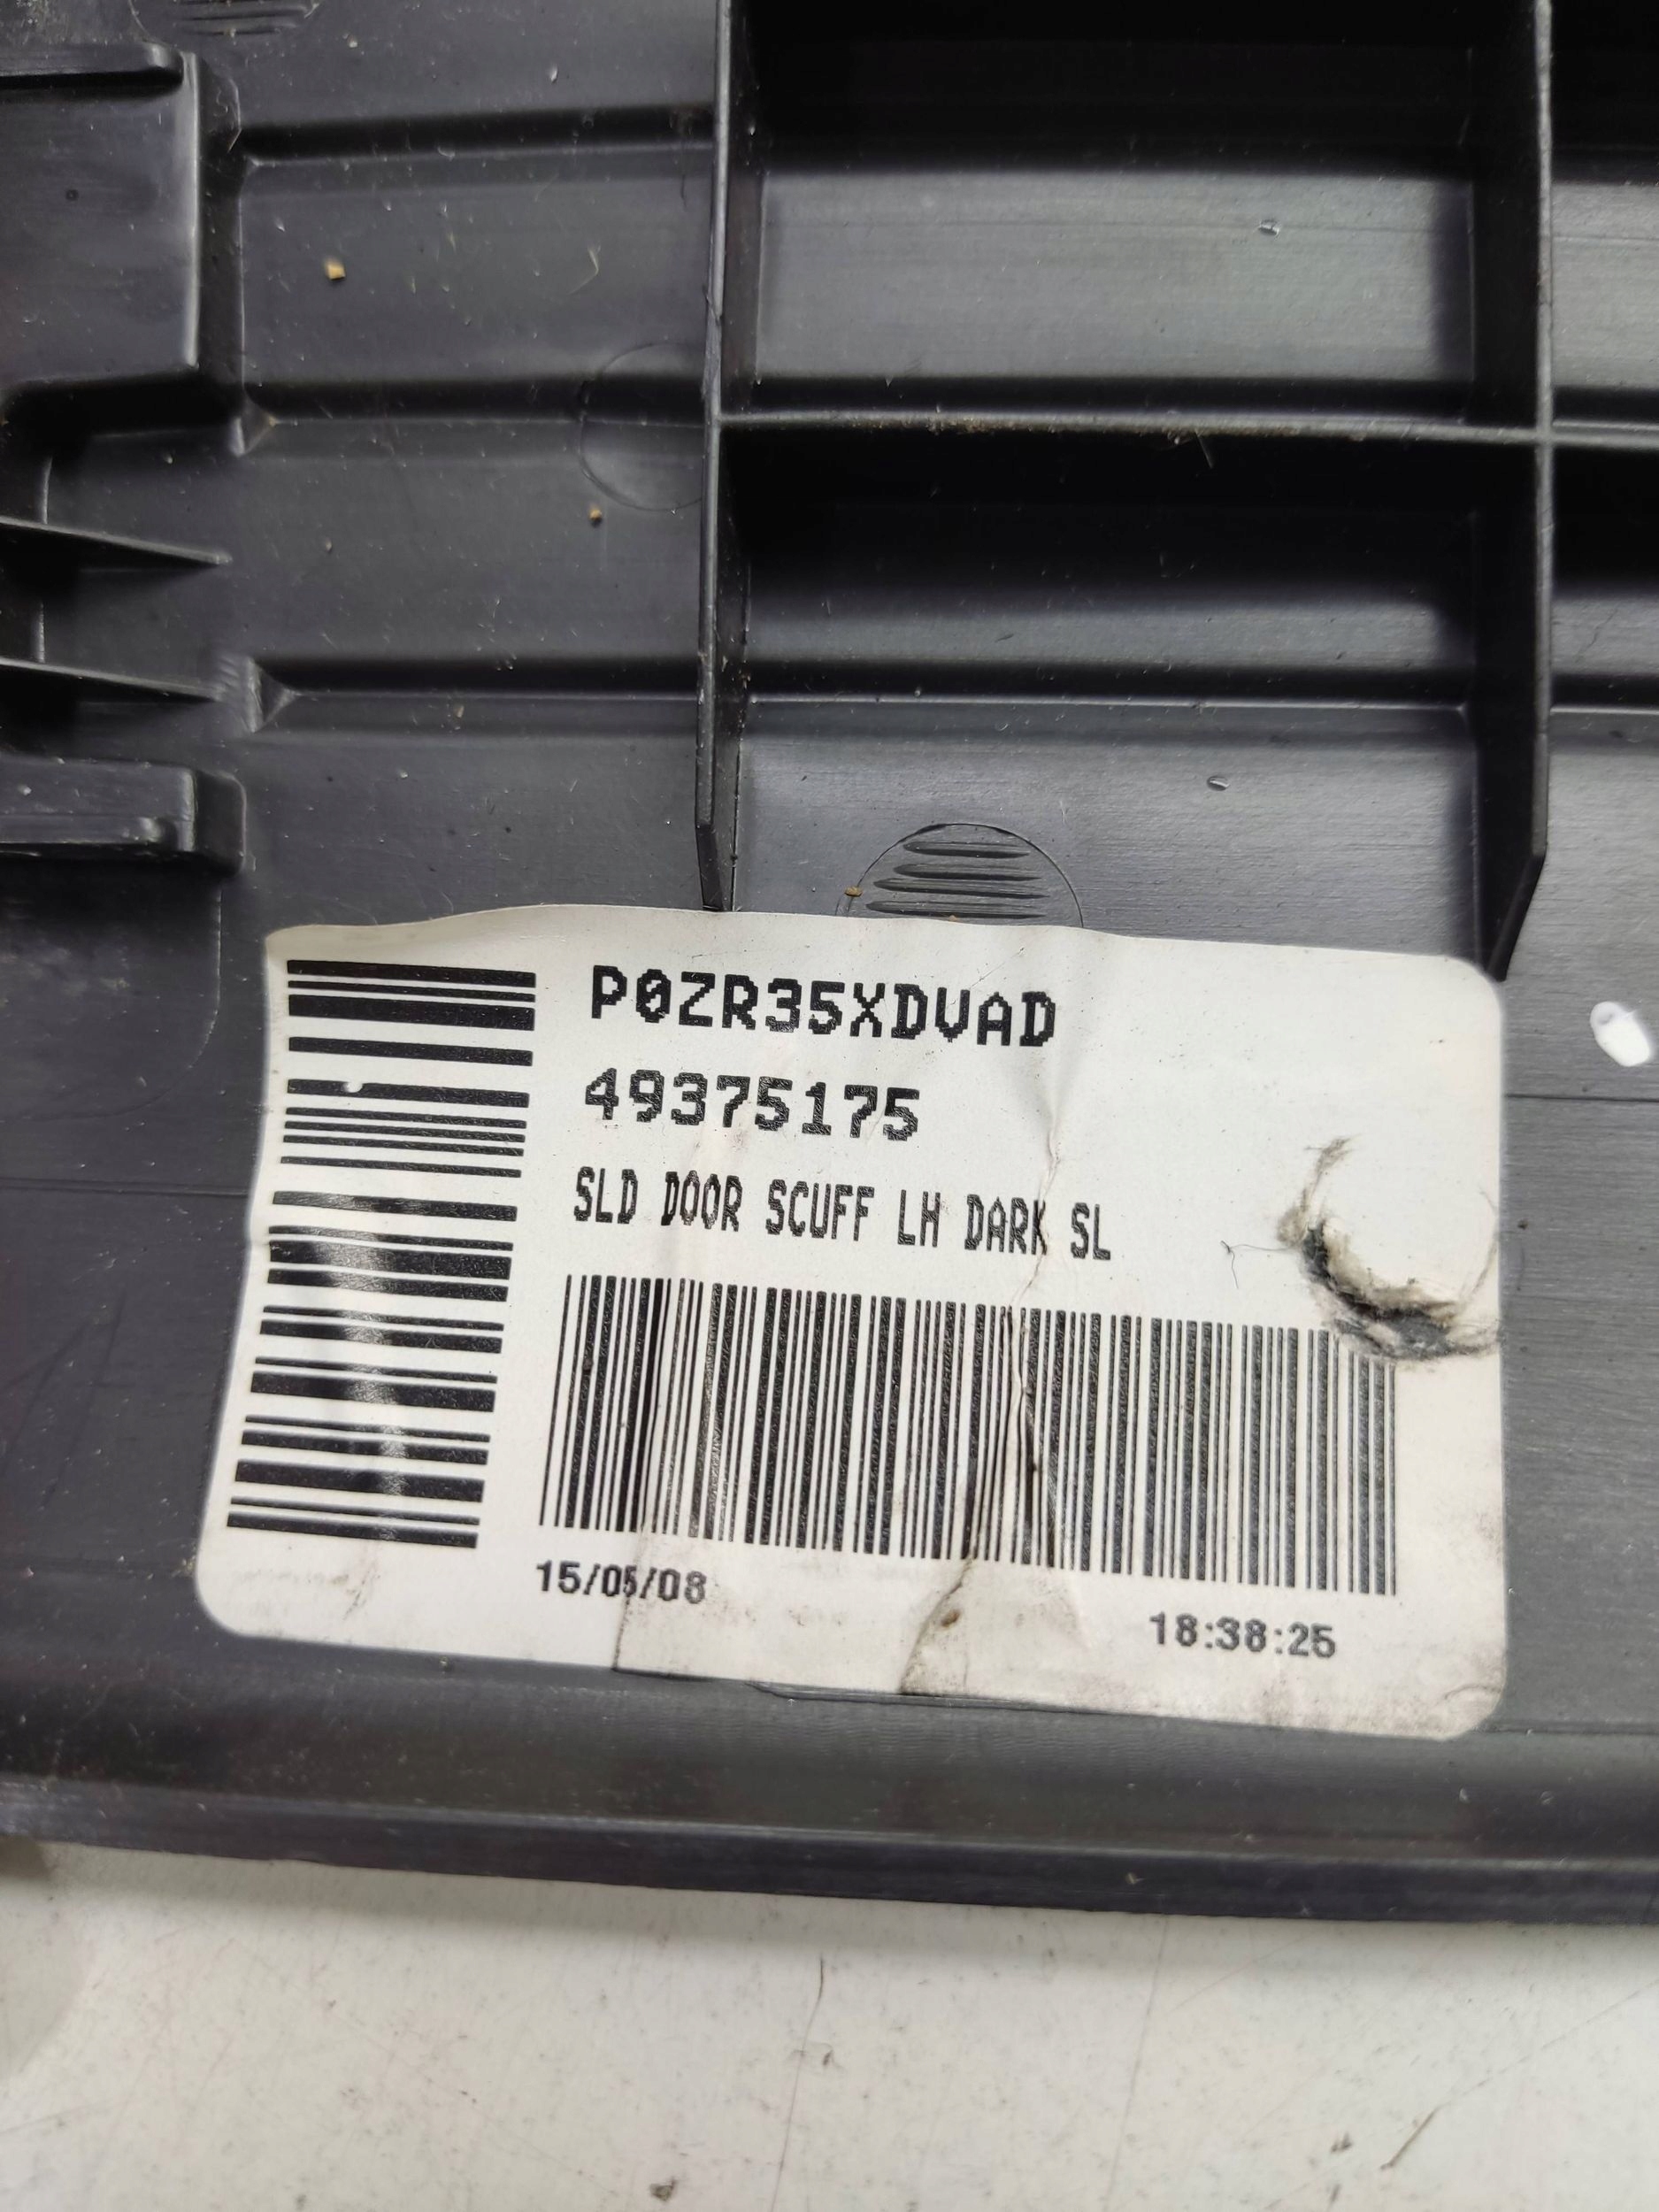 P0ZR35XDVAD
49375175
SLD DOOR SCUFF LH DARK SL
15/05/08
18:38:25